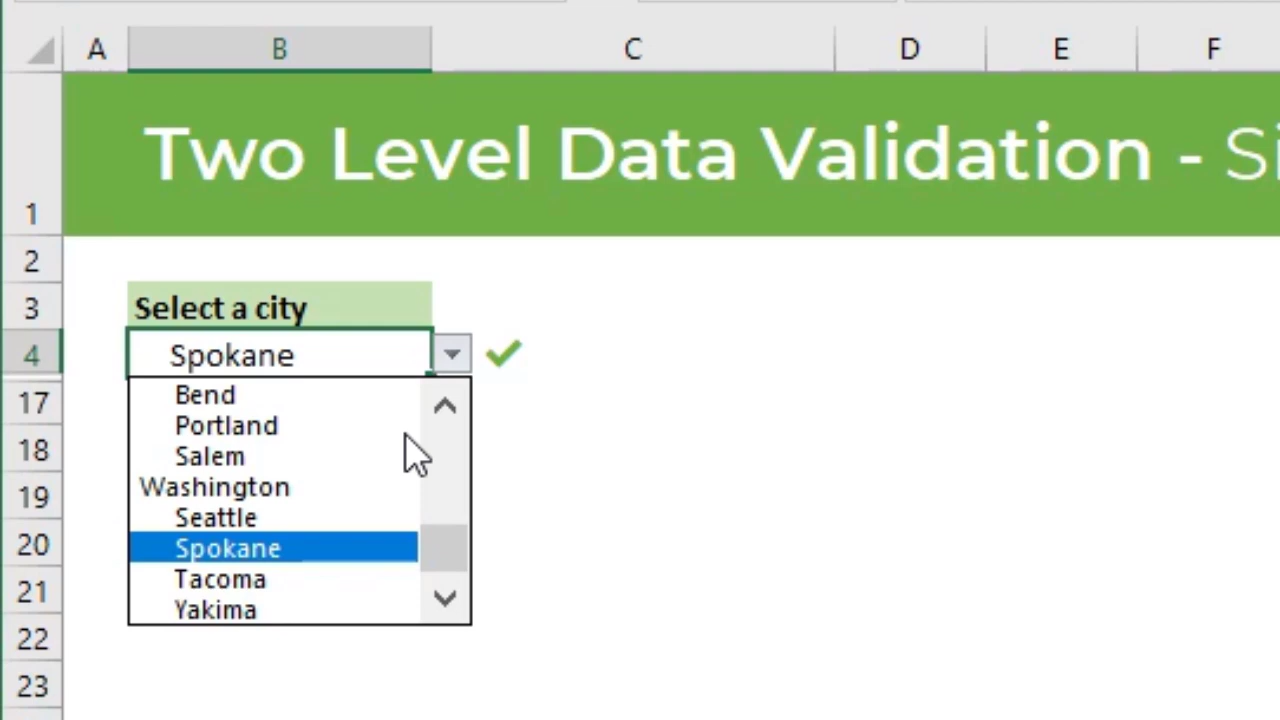 A B C D E F
1
Two Level Data Validation - Si
2
3 Select a city
4 Spokane
17 Bend
Portland
18 Salem
Washington
19 Seattle
20 Spokane
21 Tacoma
Yakima
22
23